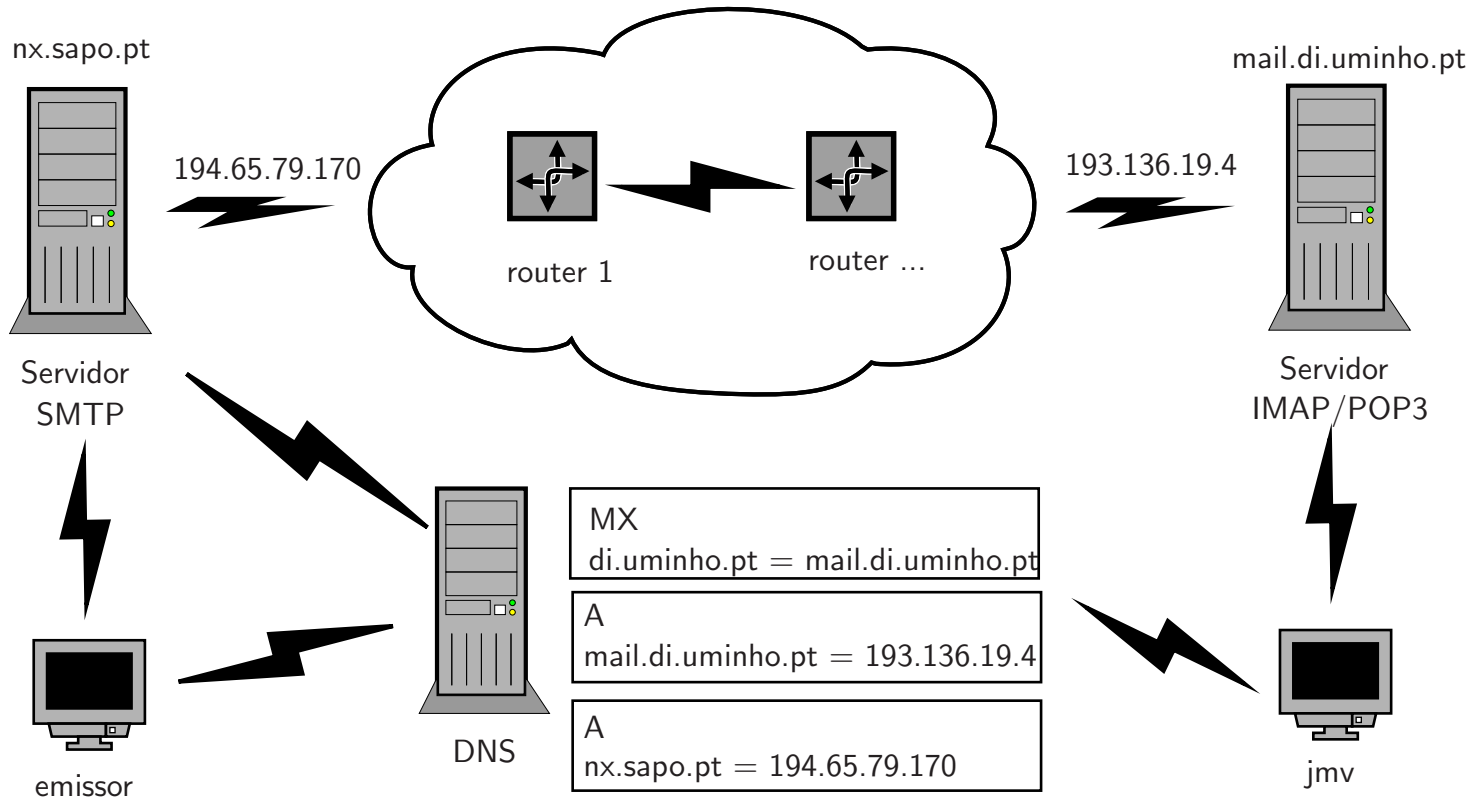 nx.sapo.pt
mail.di.uminho.pt
194.65.79.170
193.136.19.4
router 1
router ...
Servidor
SMTP
Servidor
IMAP/POP3
MX
di.uminho.pt = mail.di.uminho.pt
A
mail.di.uminho.pt = 193.136.19.4
A
nx.sapo.pt = 194.65.79.170
DNS
emissor
jmv